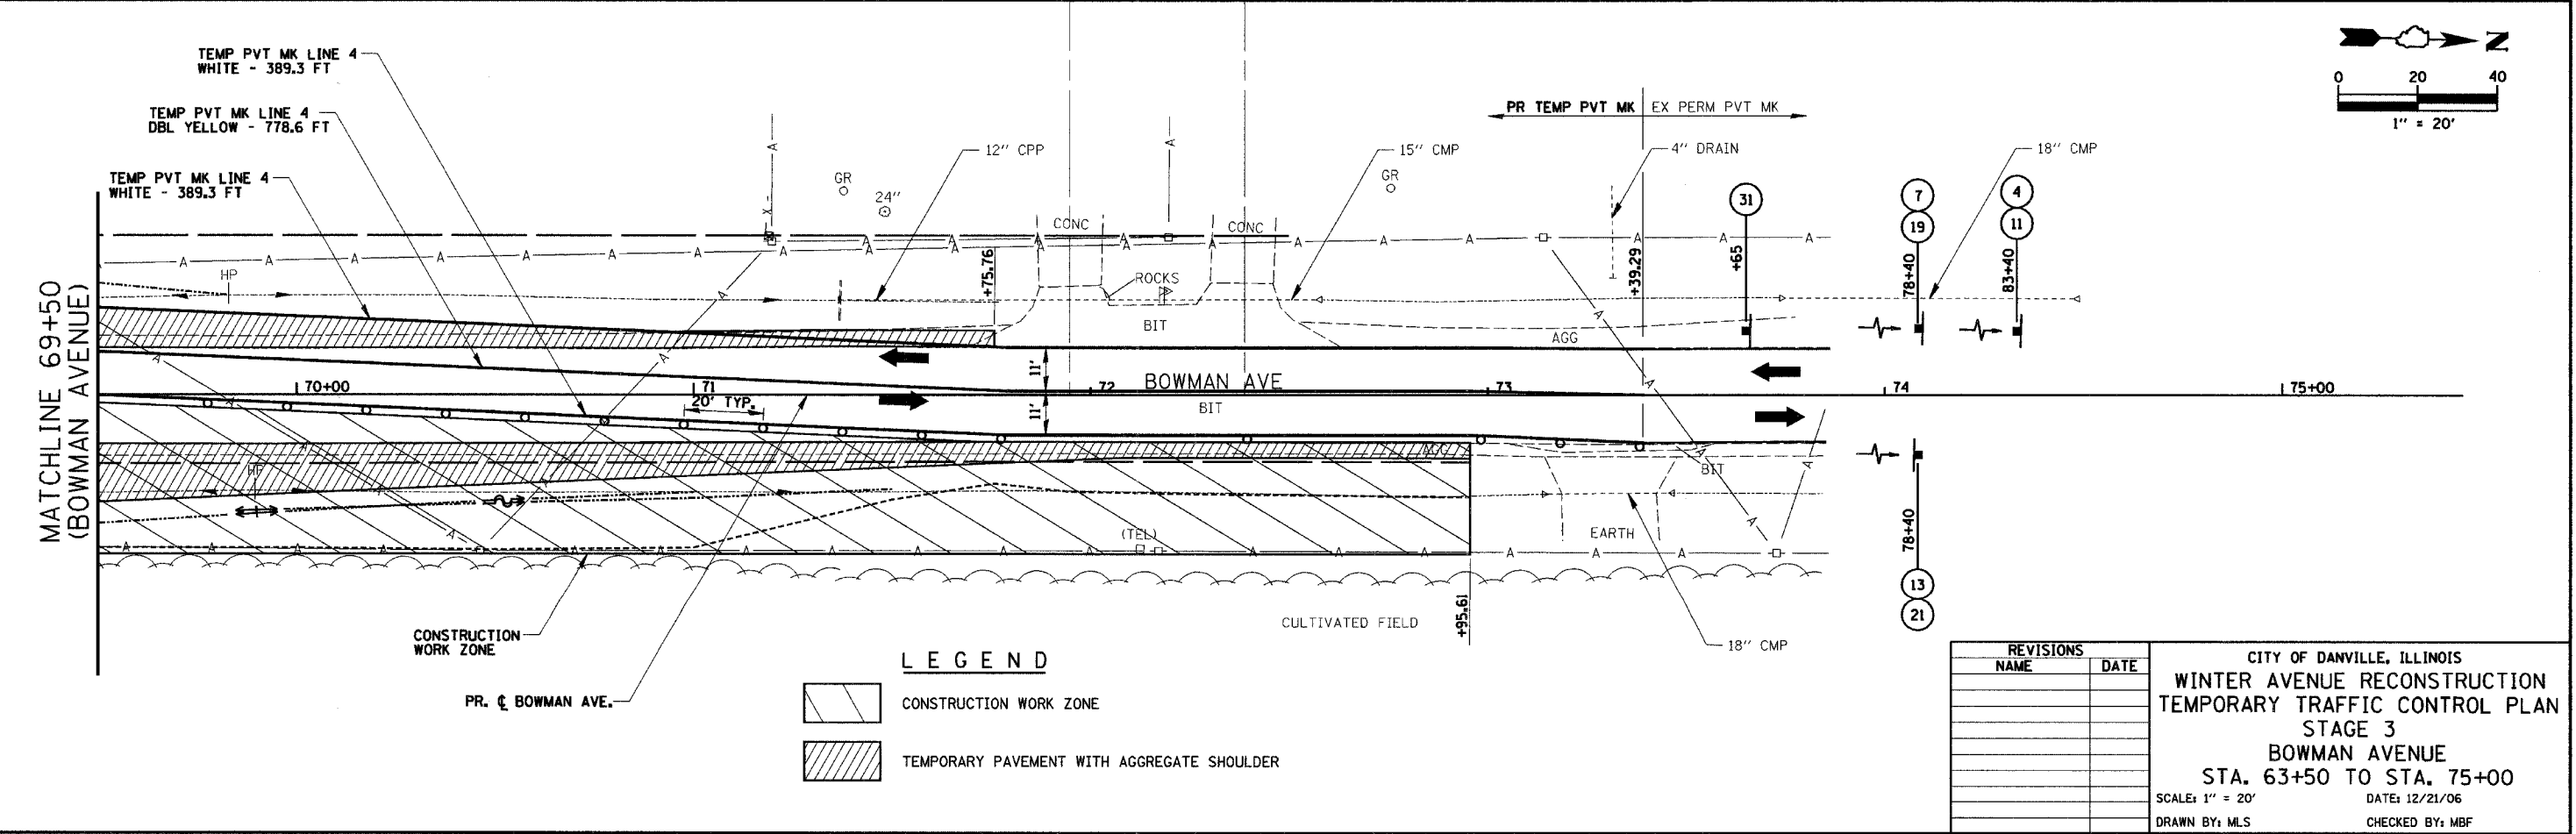 TEMP PVT MK LINE 4
WHITE - 389.3 FT
TEMP PVT MK LINE 4
DBL YELLOW - 778.6 FT
TEMP PVT MK LINE 4
WHITE - 389.3 FT
MATCHLINE 69+50
(BOWMAN AVENUE)
PR TEMP PVT MK
EX PERM PVT MK
N
0 20 40
1" = 20'
12" CPP
15" CMP
4" DRAIN
18" CMP
GR
24"
GR
CONC
CONC
31
7
19
4
11
+75.76
+39.29
+65
78+40
83+40
HP
ROCKS
BIT
AGG
70+00
71
72
73
74
75+00
20' TYP.
11'
11'
BOWMAN AVE
BIT
HP
AGG
BIT
(TEL)
EARTH
78+40
13
21
+95.61
CULTIVATED FIELD
18" CMP
CONSTRUCTION
WORK ZONE
PR. ℄ BOWMAN AVE.
LEGEND
CONSTRUCTION WORK ZONE
TEMPORARY PAVEMENT WITH AGGREGATE SHOULDER
REVISIONS
NAME DATE
CITY OF DANVILLE, ILLINOIS
WINTER AVENUE RECONSTRUCTION
TEMPORARY TRAFFIC CONTROL PLAN
STAGE 3
BOWMAN AVENUE
STA. 63+50 TO STA. 75+00
SCALE: 1" = 20' DATE: 12/21/06
DRAWN BY: MLS CHECKED BY: MBF